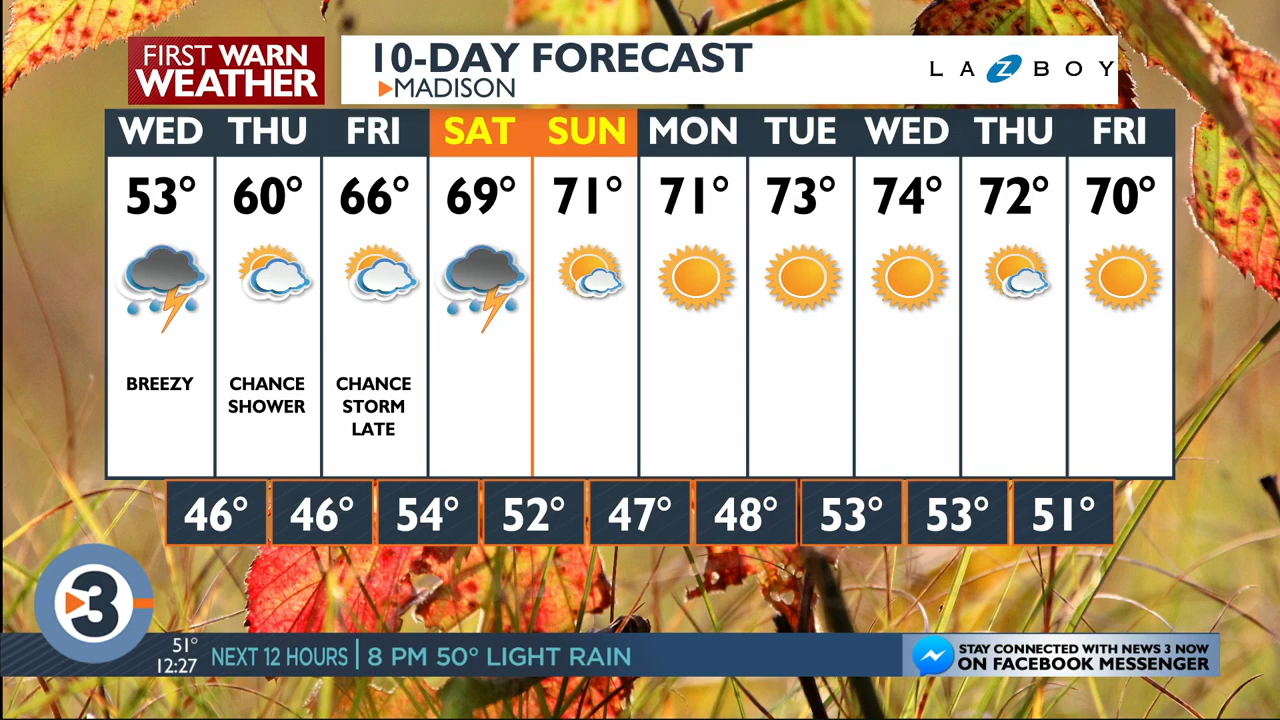 FIRST WARN
WEATHER
10-DAY FORECAST
MADISON
LA Z BOY
WED THU FRI SAT SUN MON TUE WED THU FRI
53° 60° 66° 69° 71° 71° 73° 74° 72° 70°
BREEZY
CHANCE
SHOWER
CHANCE
STORM
LATE
46° 46° 54° 52° 47° 48° 53° 53° 51°
3
51°
12:27
NEXT 12 HOURS | 8 PM 50° LIGHT RAIN
STAY CONNECTED WITH NEWS 3 NOW
ON FACEBOOK MESSENGER